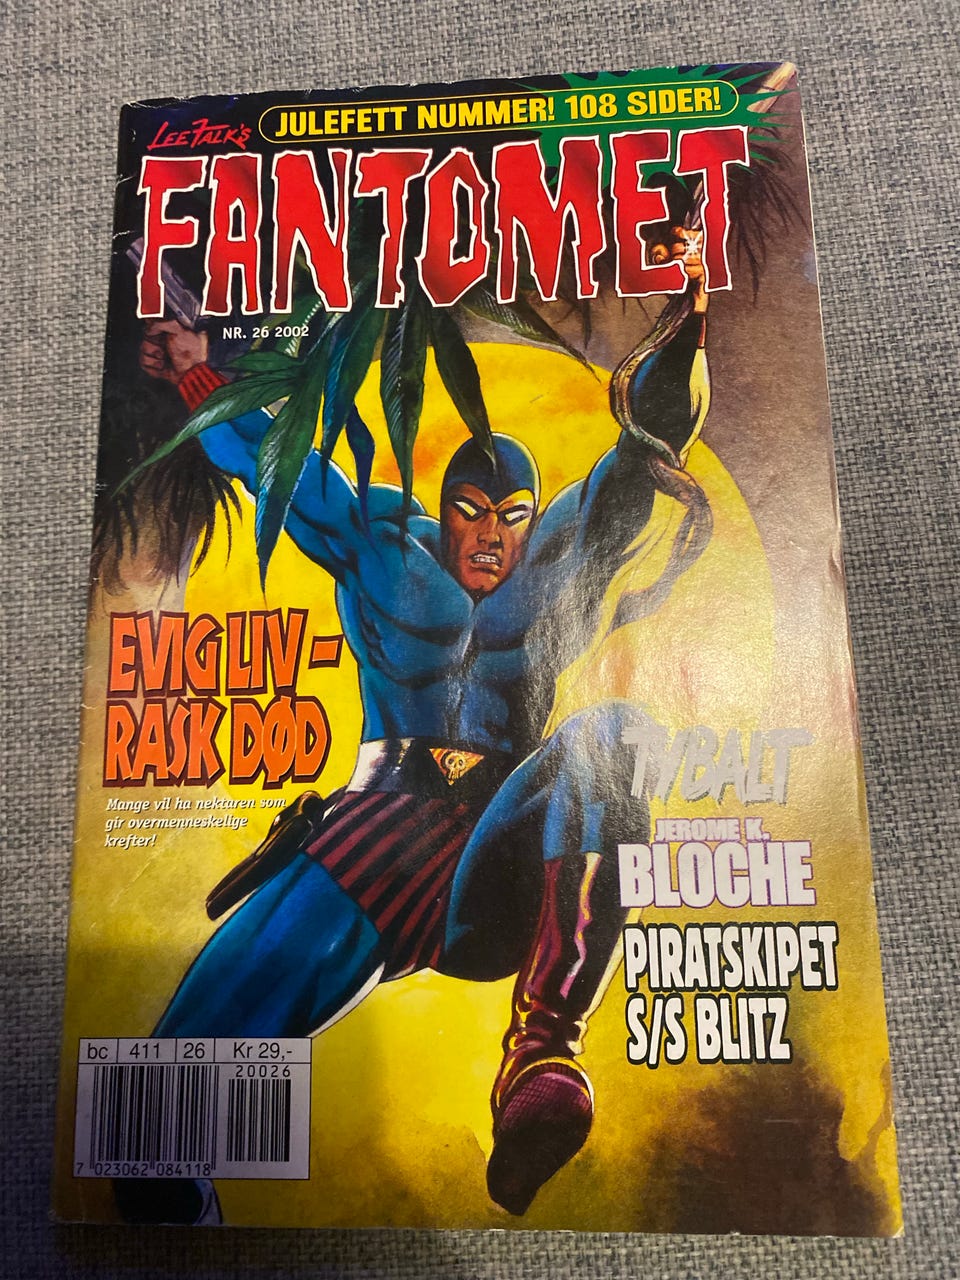 JULEFETT NUMMER! 108 SIDER!
LEE FALK'S
FANTOMET
NR. 26 2002
EVIG LIV -
RASK DØD
Mange vil ha nektaren som
gir overmenneskelige
krefter!
TYBALT
JEROME K.
BLOCHE
PIRATSKIPET
S/S BLITZ
bc 411 26 Kr 29,-
20026
7 023062 084118